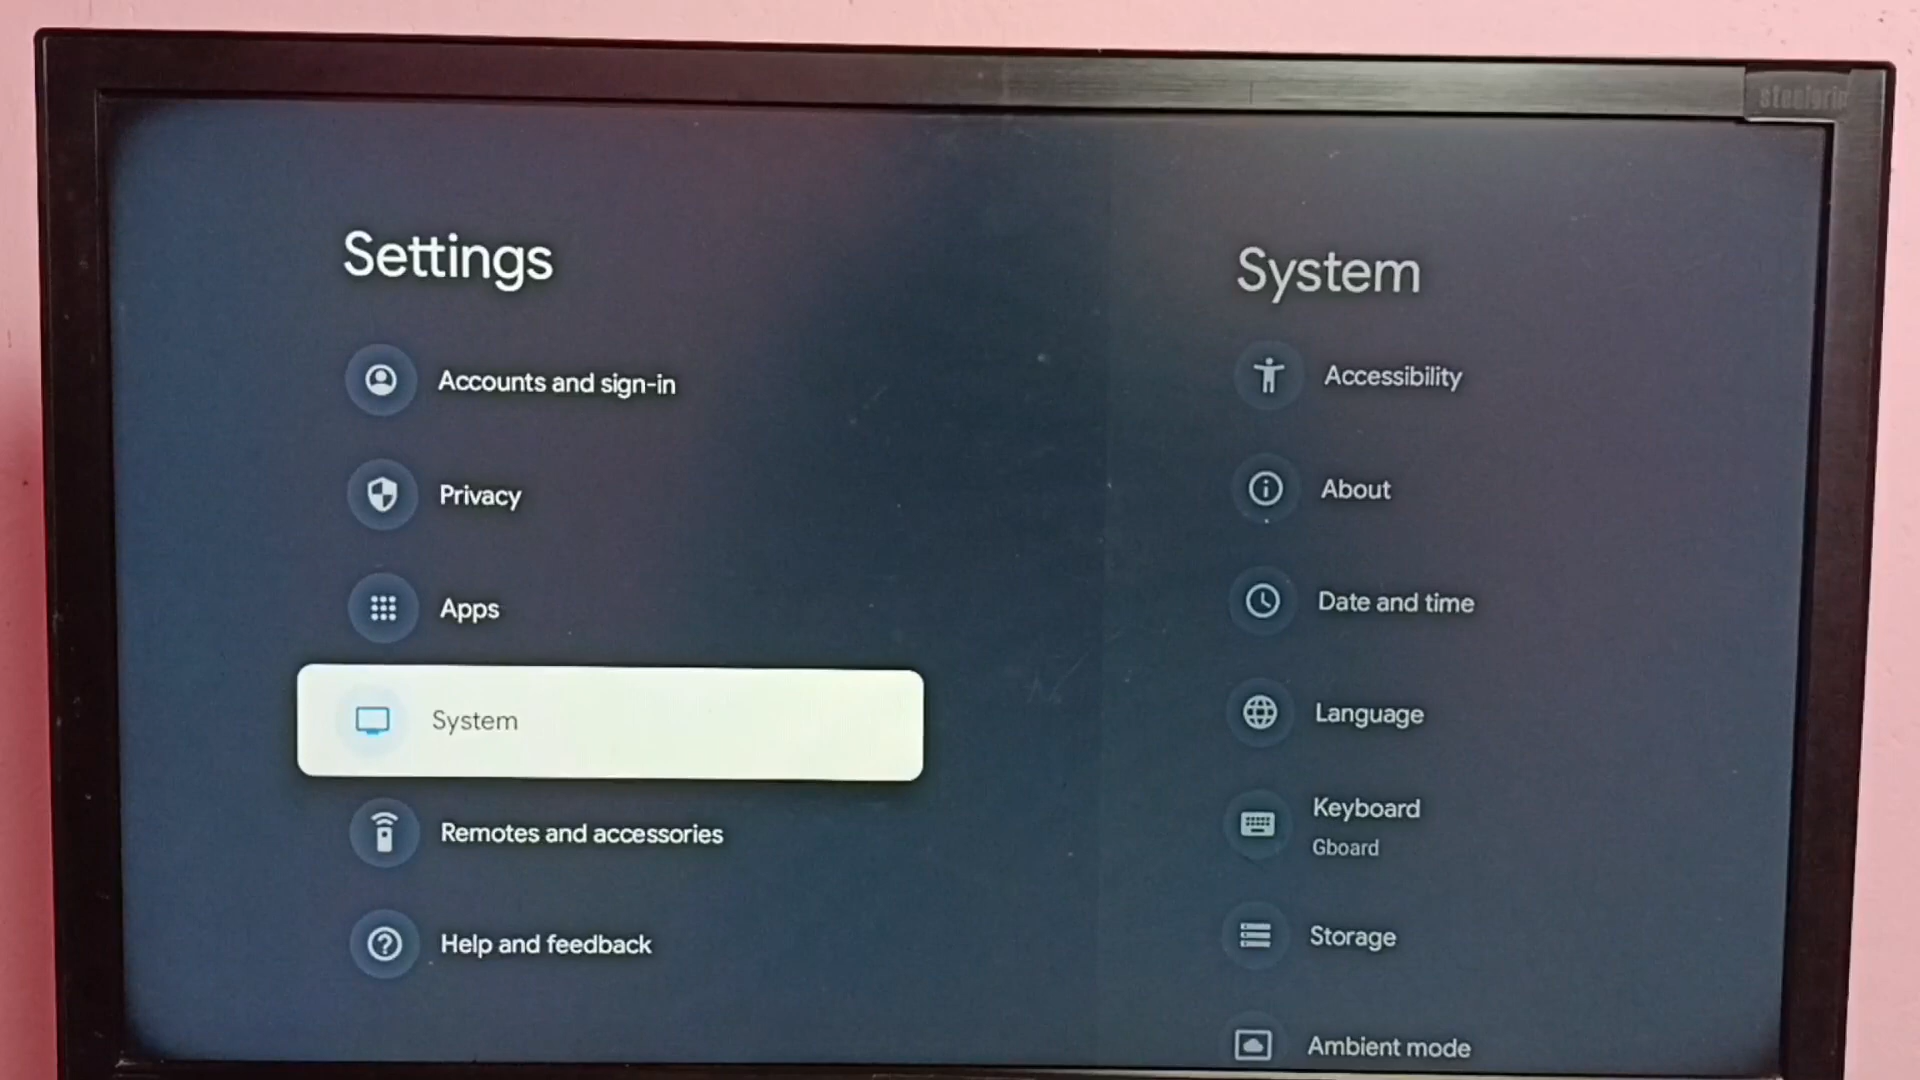 Settings
Accounts and sign-in
Privacy
Apps
System
Remotes and accessories
Help and feedback
System
Accessibility
About
Date and time
Language
Keyboard
Gboard
Storage
Ambient mode